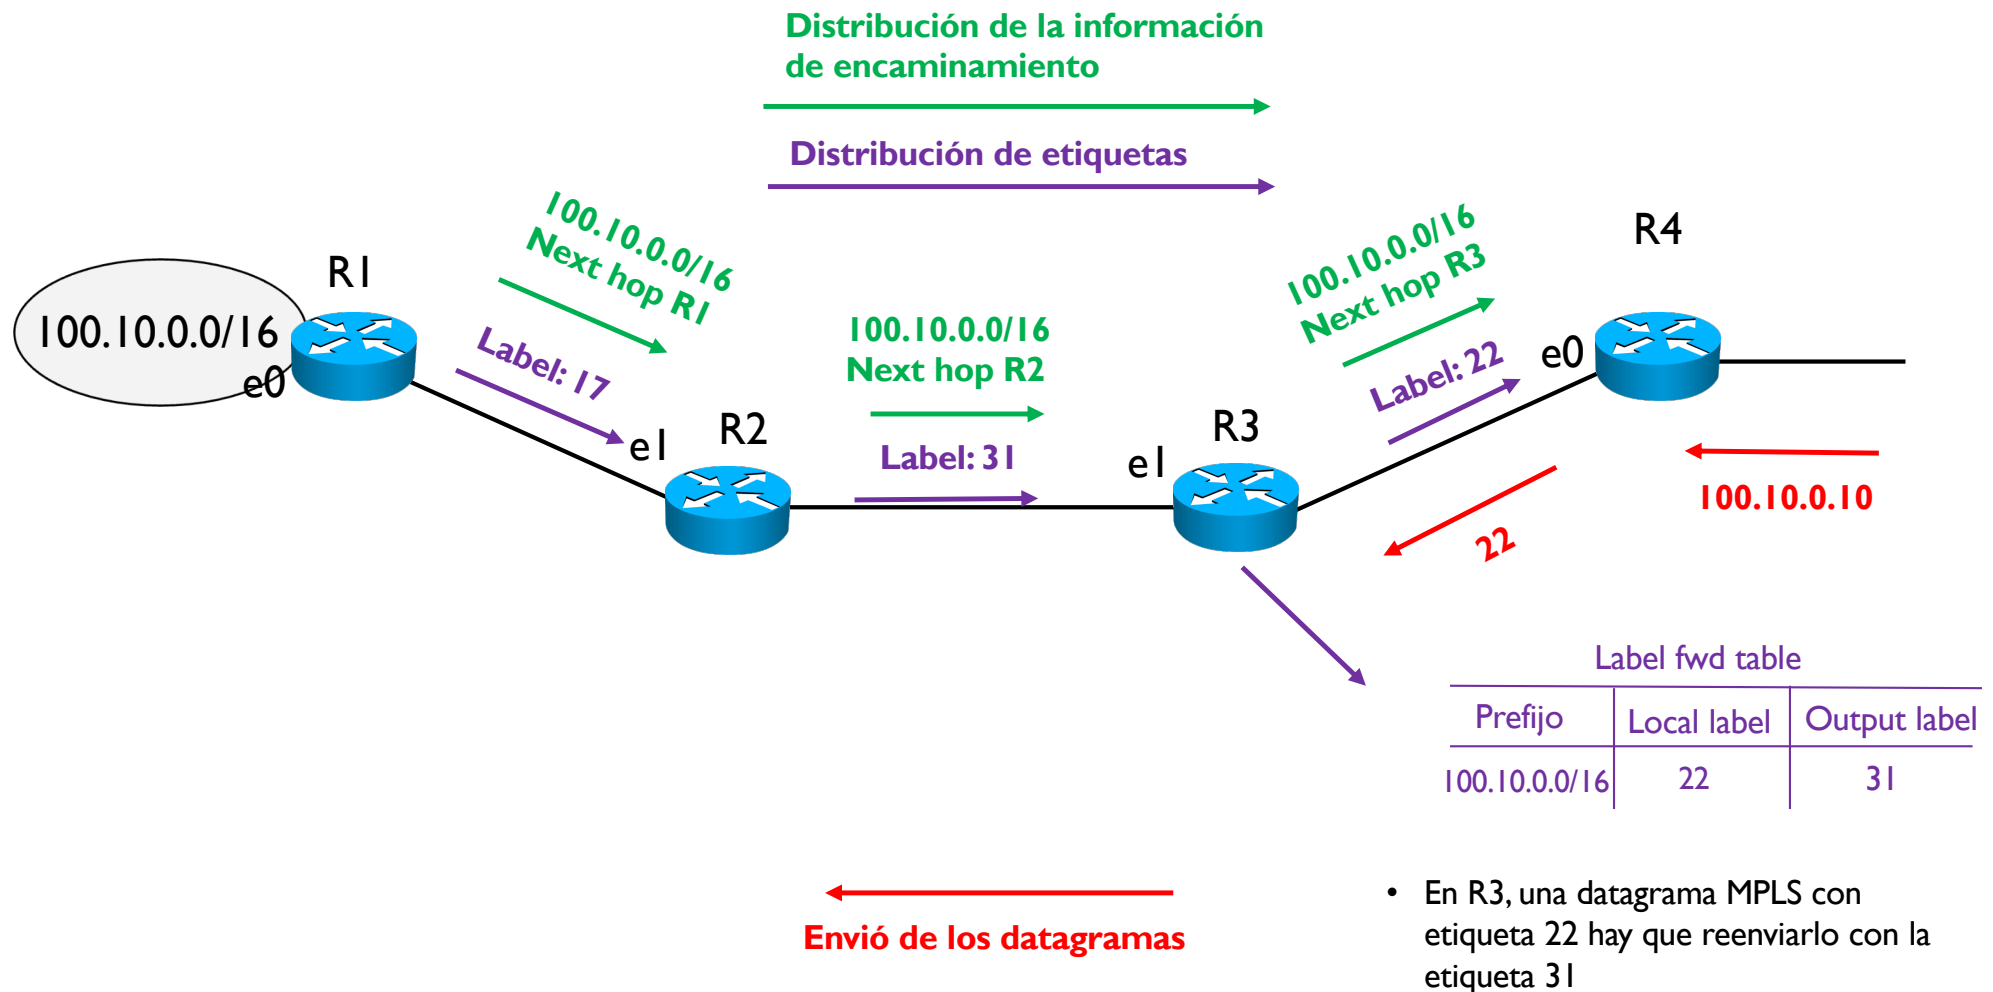 Distribución de la información
de encaminamiento
Distribución de etiquetas
100.10.0.0/16
Next hop R1
100.10.0.0/16
Next hop R3
R4
R1
100.10.0.0/16
e0
Label: 17
100.10.0.0/16
Next hop R2
Label: 22
e0
e1
R2
Label: 31
e1
R3
100.10.0.10
22
Label fwd table
Prefijo Local label Output label
100.10.0.0/16 22 31
Envió de los datagramas
• En R3, una datagrama MPLS con
etiqueta 22 hay que reenviarlo con la
etiqueta 31